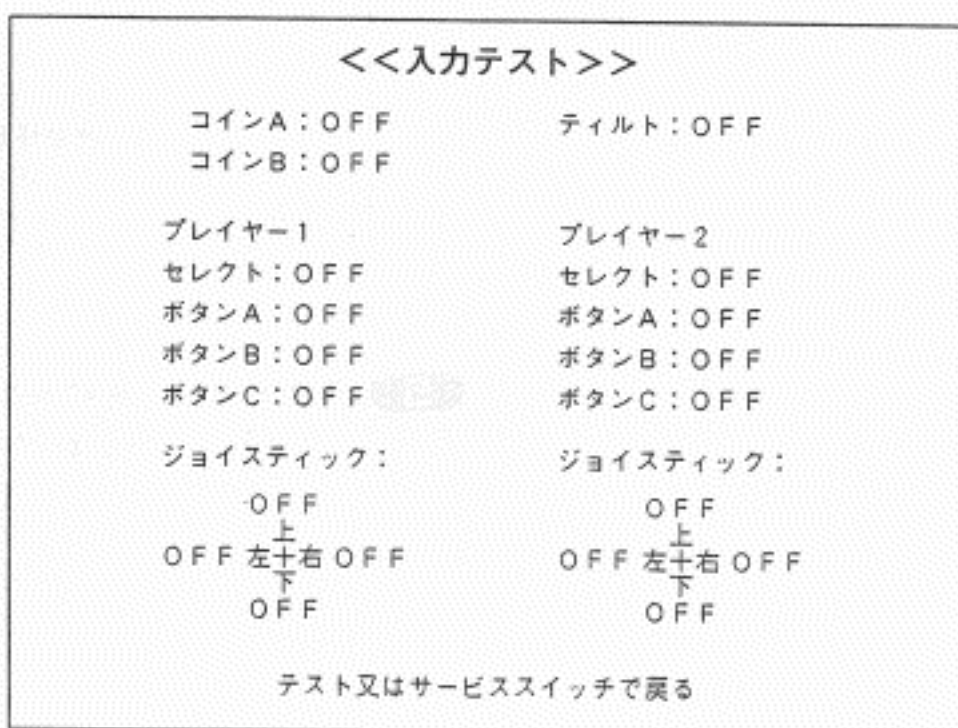 <<入力テスト>>
コインA:OFF ティルト:OFF
コインB:OFF
プレイヤー1 プレイヤー2
セレクト:OFF セレクト:OFF
ボタンA:OFF ボタンA:OFF
ボタンB:OFF ボタンB:OFF
ボタンC:OFF ボタンC:OFF
ジョイスティック: ジョイスティック:
OFF OFF
上 上
OFF 左十右 OFF OFF 左十右 OFF
下 下
OFF OFF
テスト又はサービススイッチで戻る